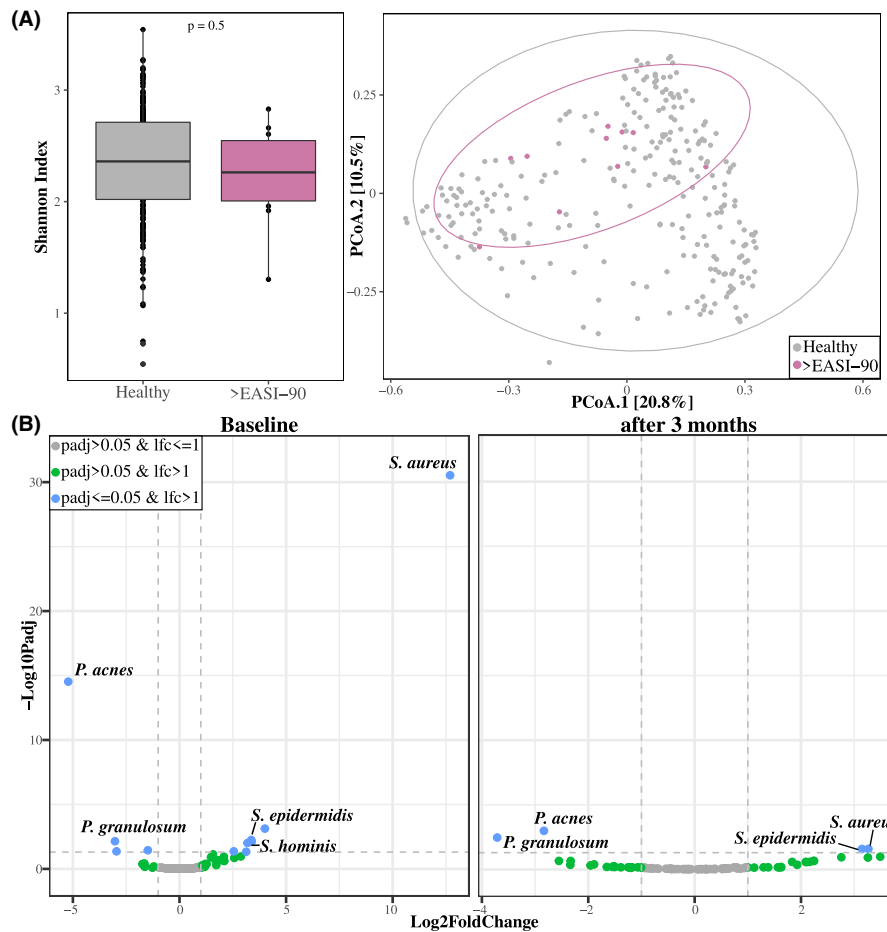 (A)
p = 0.5
3
2
1
Shannon Index
Healthy
>EASI−90
0.25
0
−0.25
PCoA.2 [10.5%]
Healthy
>EASI−90
−0.6
−0.3
0
0.3
0.6
PCoA.1 [20.8%]
(B)
Baseline
after 3 months
padj>0.05 & lfc<=1
padj>0.05 & lfc>1
padj<=0.05 & lfc>1
S. aureus
30
20
10
0
−Log10Padj
P. acnes
P. granulosum
S. epidermidis
S. hominis
P. acnes
P. granulosum
S. aureu
S. epidermidis
−5
0
5
10
−4
−2
0
2
Log2FoldChange